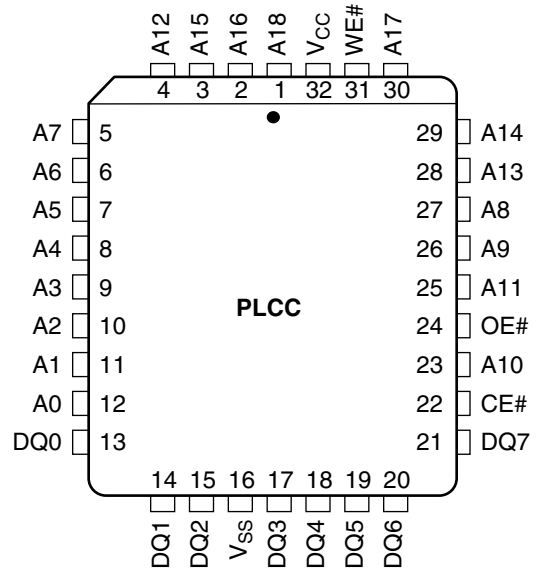 A12 A15 A16 A18 VCC WE# A17
4 3 2 1 32 31 30
A7 5 29 A14
A6 6 28 A13
A5 7 27 A8
A4 8 26 A9
A3 9 25 A11
PLCC
A2 10 24 OE#
A1 11 23 A10
A0 12 22 CE#
DQ0 13 21 DQ7
14 15 16 17 18 19 20
DQ1 DQ2 VSS DQ3 DQ4 DQ5 DQ6